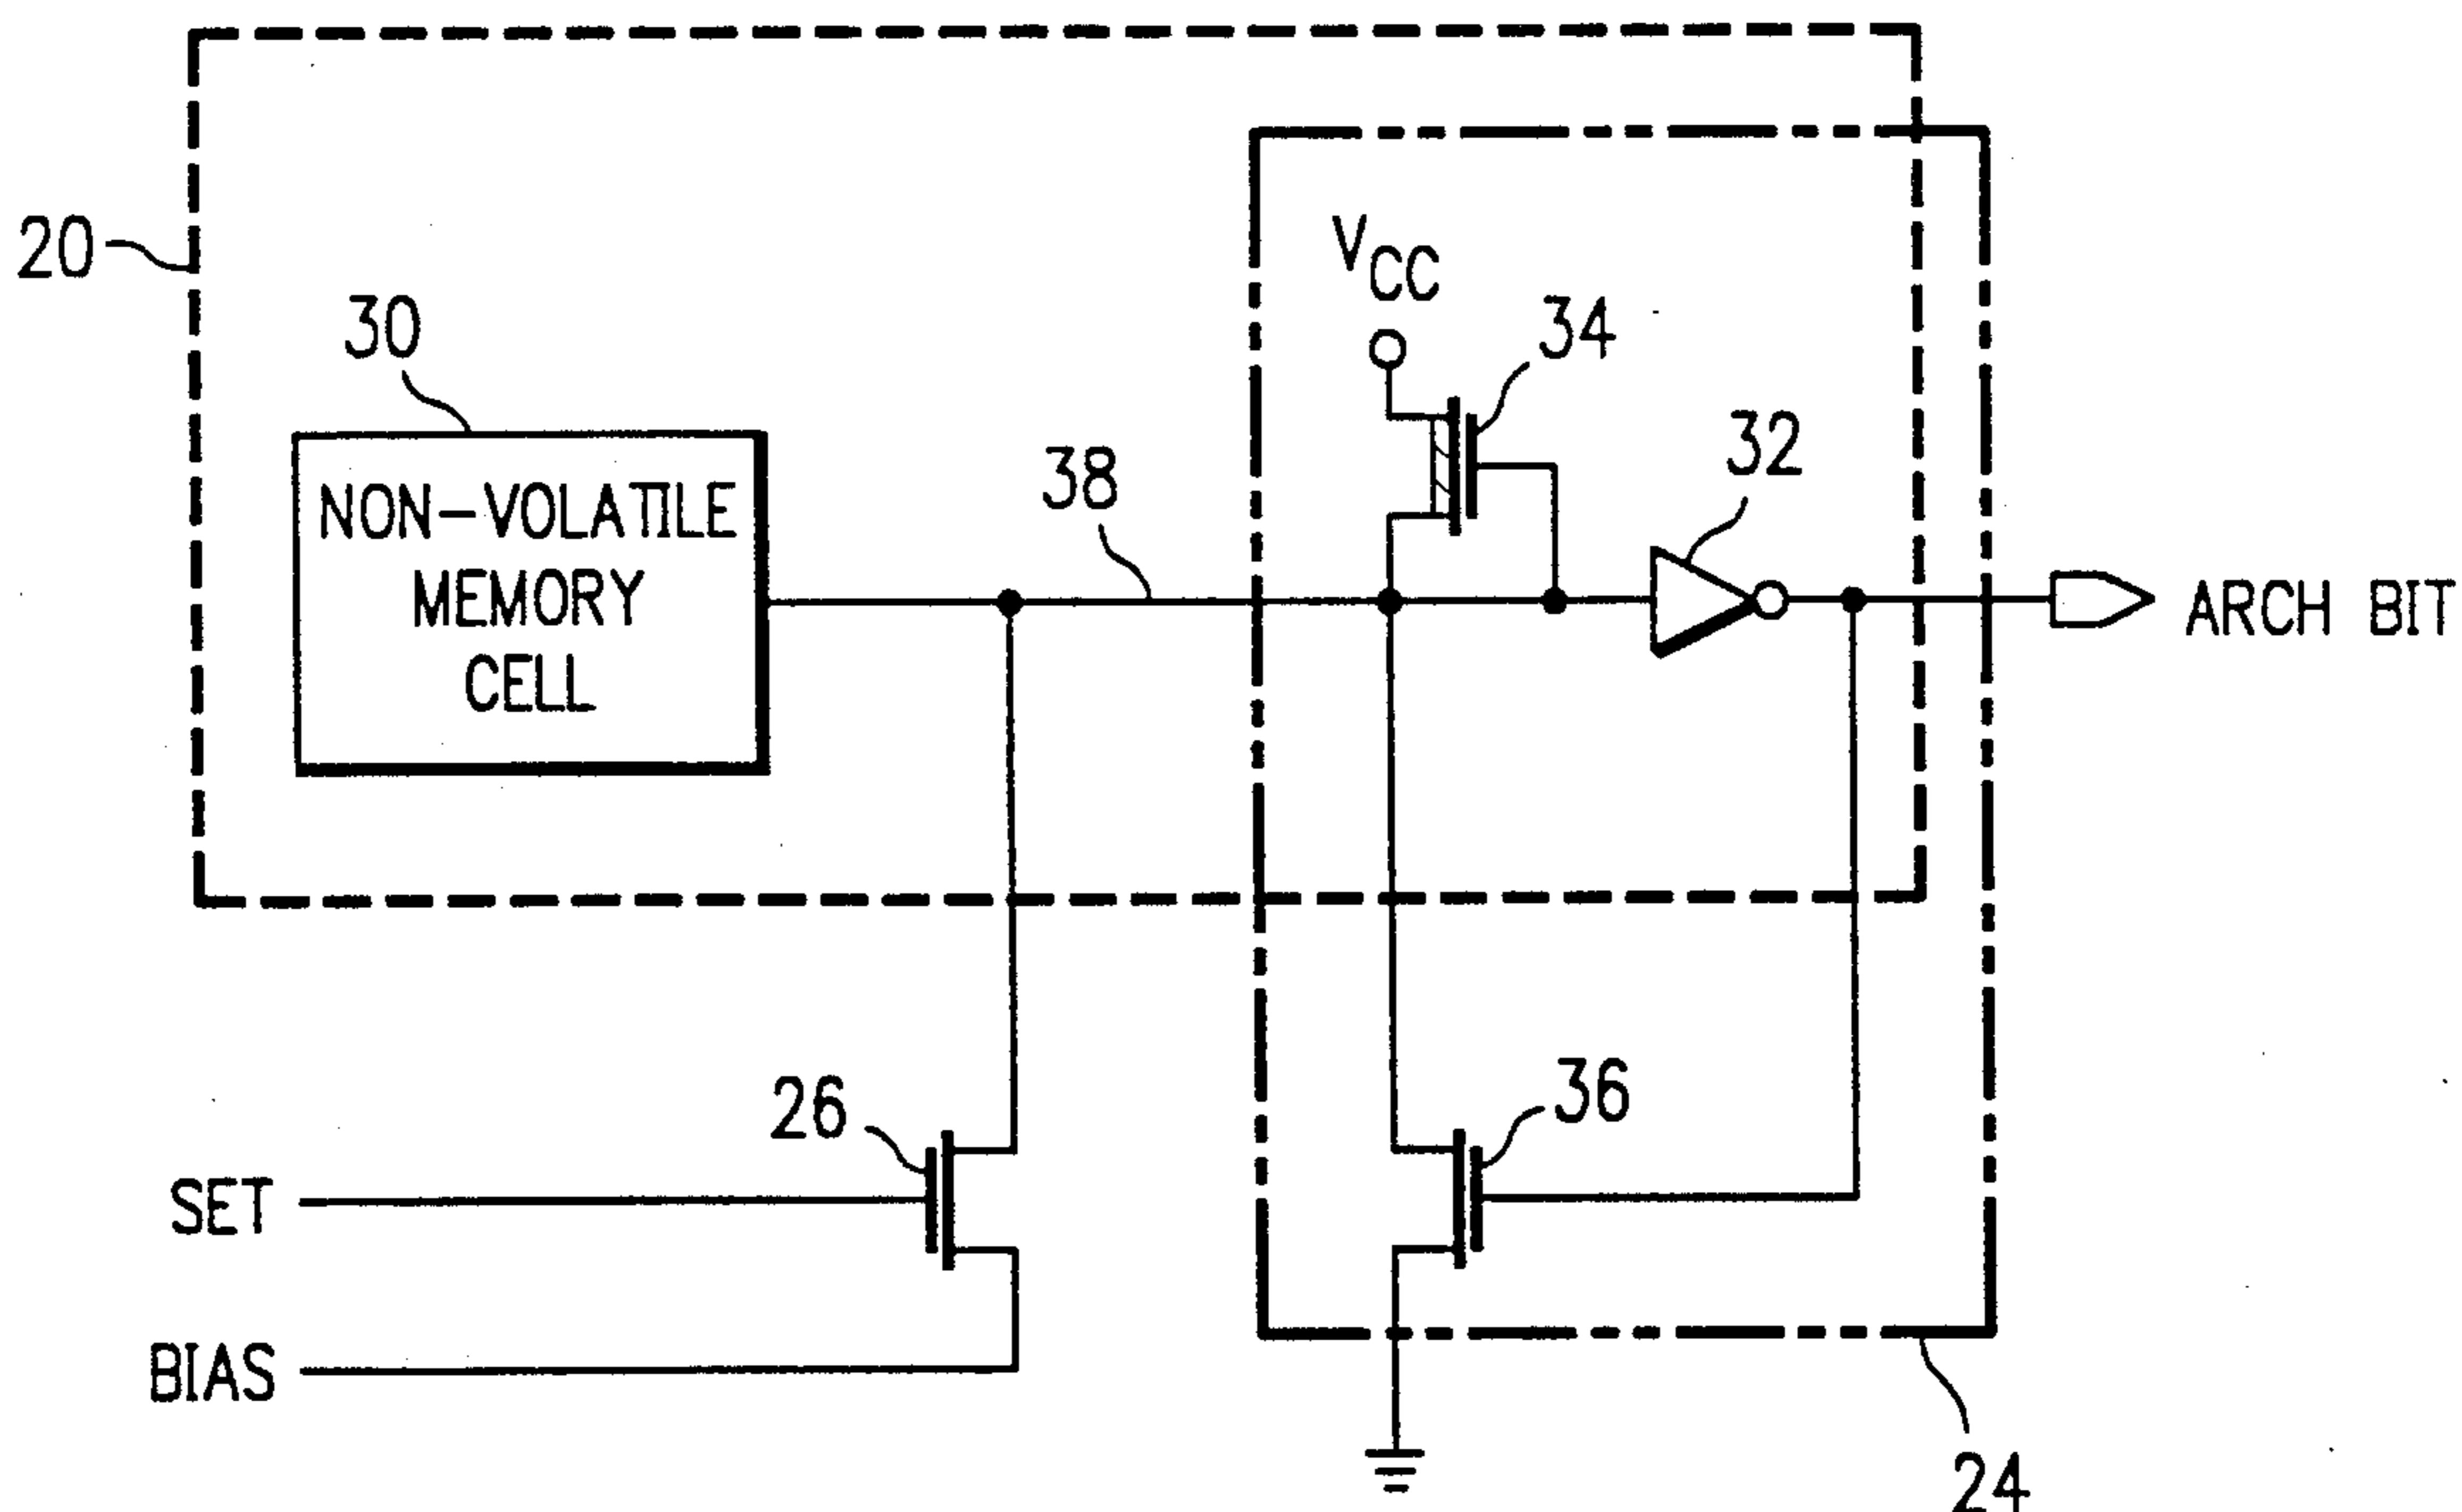 20
30
NON-VOLATILE
MEMORY
CELL
38
VCC
34
32
ARCH BIT
26
36
SET
BIAS
24